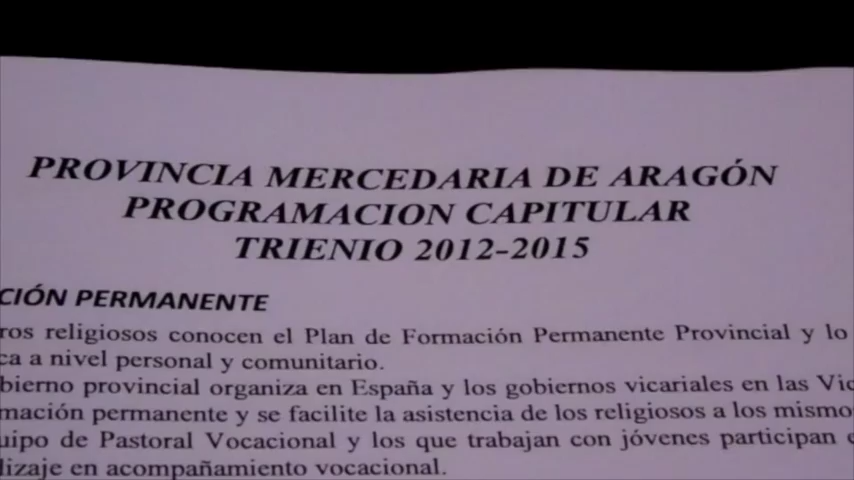 PROVINCIA MERCEDARIA DE ARAGÓN
PROGRAMACION CAPITULAR
TRIENIO 2012-2015
CIÓN PERMANENTE
ros religiosos conocen el Plan de Formación Permanente Provincial y lo
ca a nivel personal y comunitario.
bierno provincial organiza en España y los gobiernos vicariales en las Vic
mación permanente y se facilite la asistencia de los religiosos a los mismo
uipo de Pastoral Vocacional y los que trabajan con jóvenes participan e
lizaje en acompañamiento vocacional.